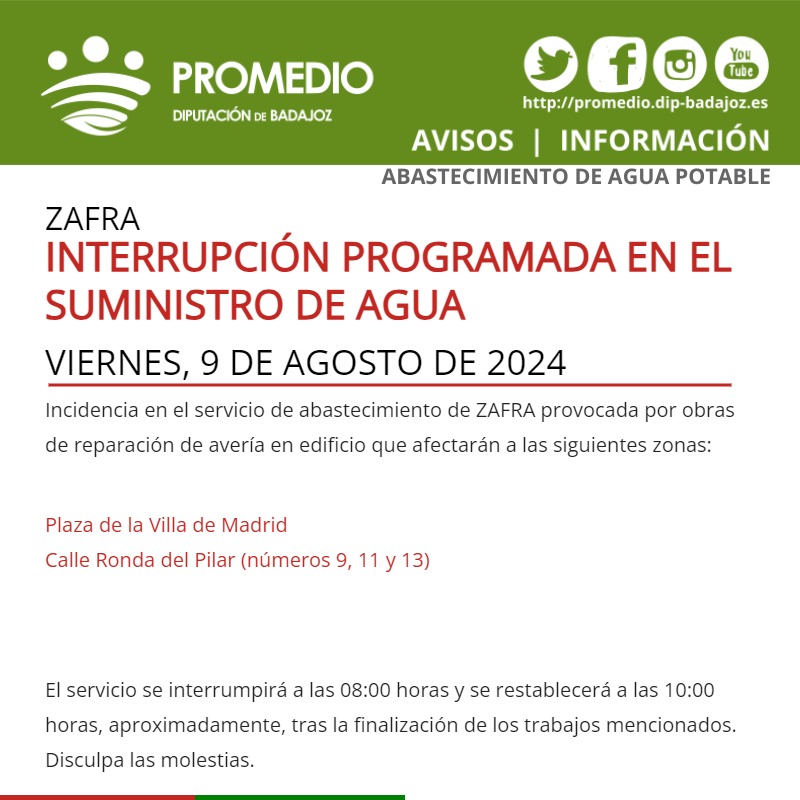 PROMEDIO
DIPUTACIÓN DE BADAJOZ
You
Tube
http://promedio.dip-badajoz.es
AVISOS | INFORMACIÓN
ABASTECIMIENTO DE AGUA POTABLE
ZAFRA
INTERRUPCIÓN PROGRAMADA EN EL
SUMINISTRO DE AGUA
VIERNES, 9 DE AGOSTO DE 2024
Incidencia en el servicio de abastecimiento de ZAFRA provocada por obras
de reparación de avería en edificio que afectarán a las siguientes zonas:
Plaza de la Villa de Madrid
Calle Ronda del Pilar (números 9, 11 y 13)
El servicio se interrumpirá a las 08:00 horas y se restablecerá a las 10:00
horas, aproximadamente, tras la finalización de los trabajos mencionados.
Disculpa las molestias.